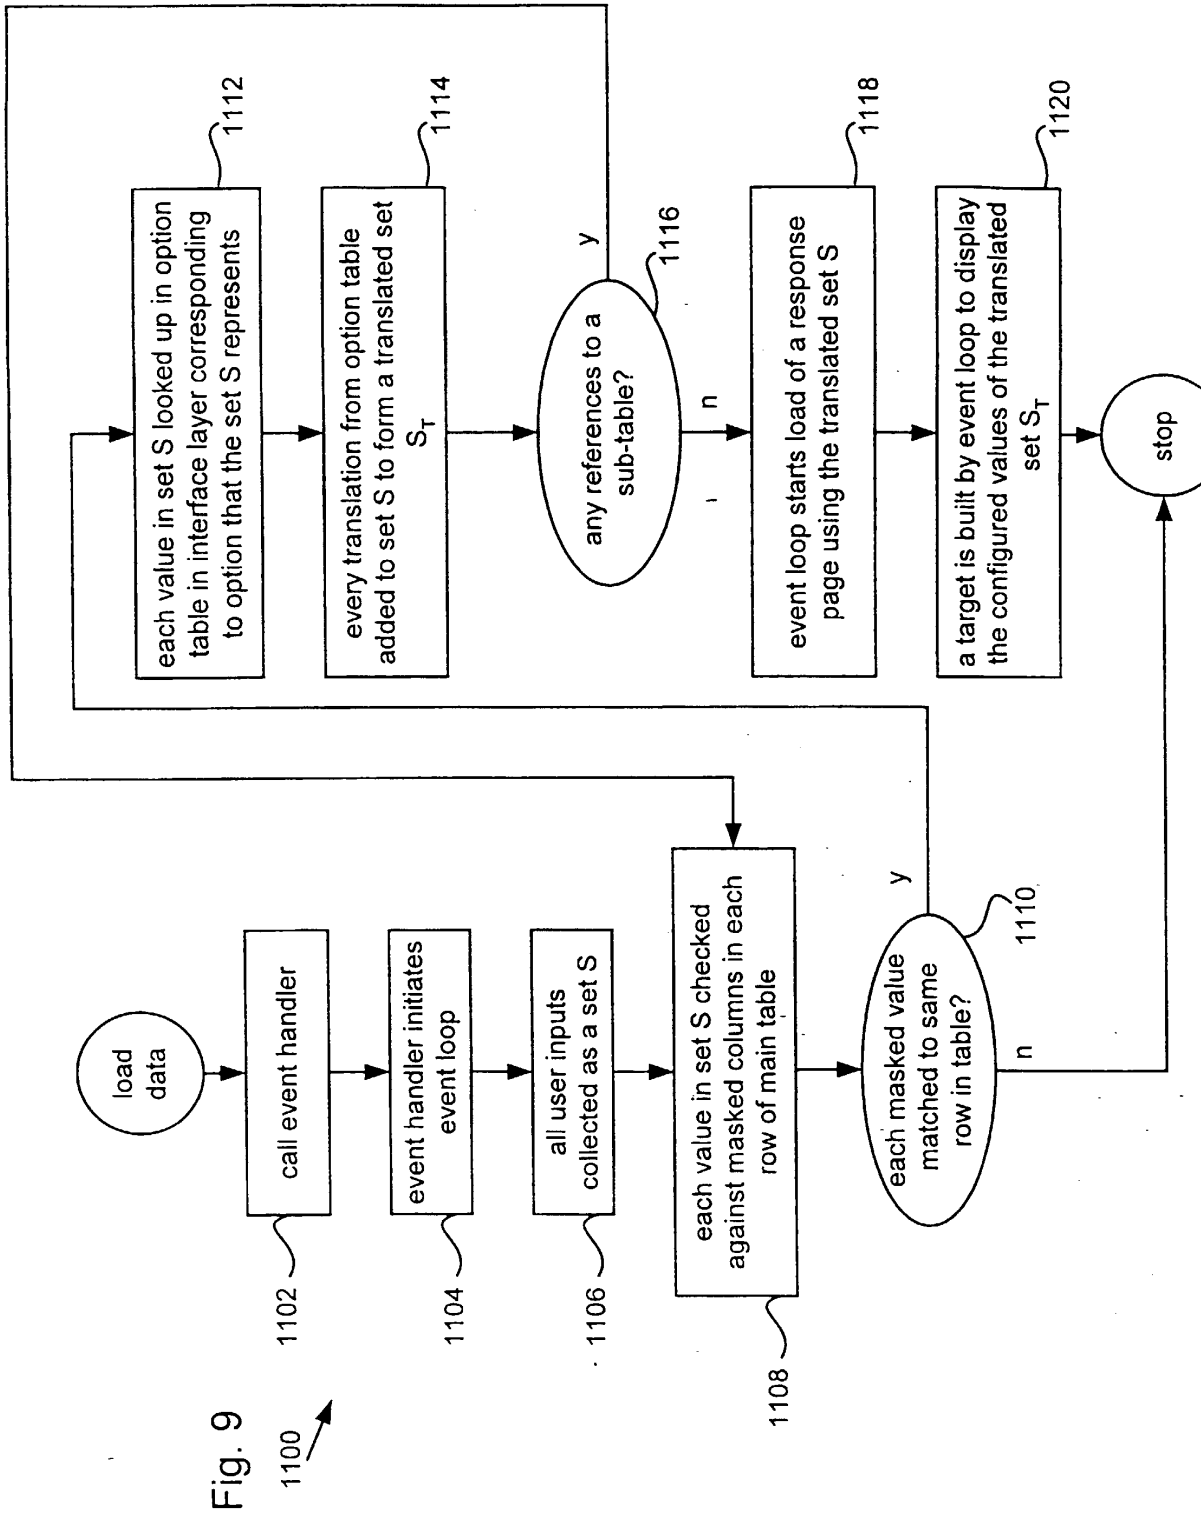 Fig. 9
1100
load
data
call event handler
1102
event handler initiates
event loop
1104
all user inputs
collected as a set S
1106
each value in set S checked
against masked columns in each
row of main table
1108
each masked value
matched to same
row in table?
1110
y
n
each value in set S looked up in option
table in interface layer corresponding
to option that the set S represents
1112
every translation from option table
added to set S to form a translated set
S_T
1114
any references to a
sub-table?
1116
y
n
event loop starts load of a response
page using the translated set S
1118
a target is built by event loop to display
the configured values of the translated
set S_T
1120
stop